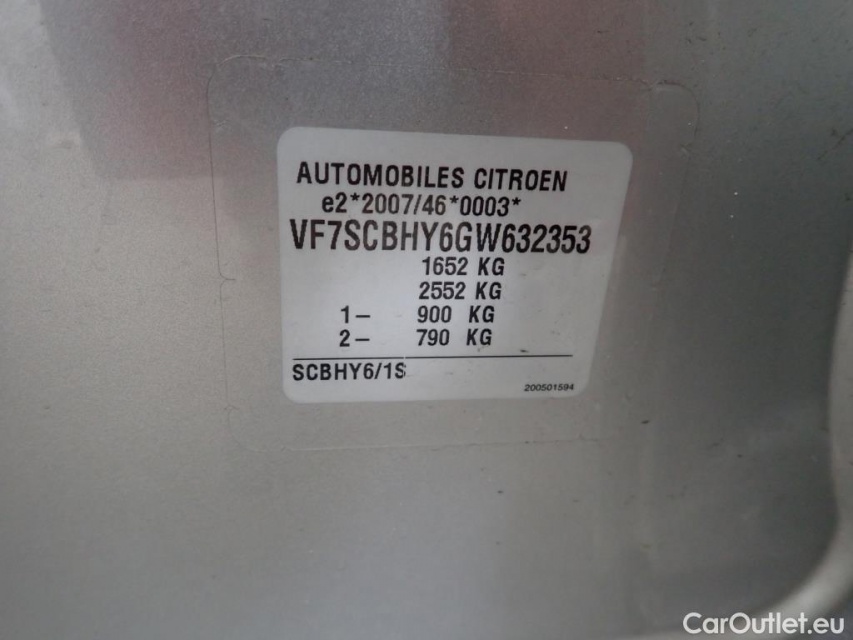 AUTOMOBILES CITROEN
e2*2007/46*0003*
VF7SCBHY6GW632353
1652 KG
2552 KG
1- 900 KG
2- 790 KG
SCBHY6/1S
200501594
CarOutlet.eu